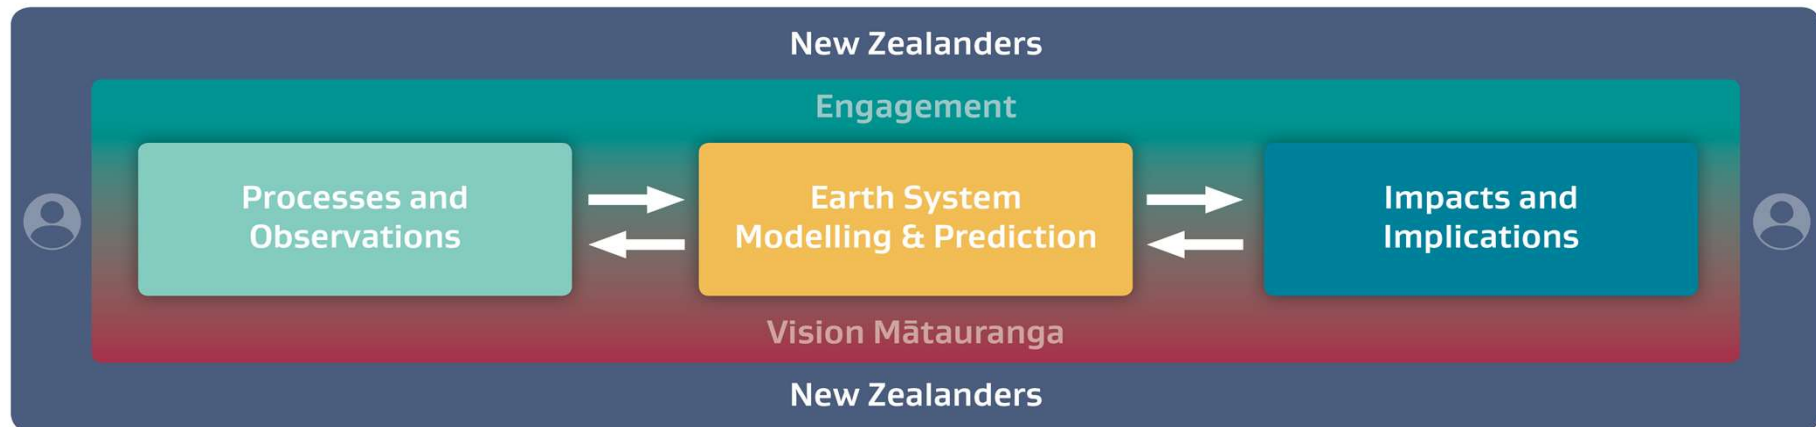 New Zealanders
Engagement
Processes and
Observations
Earth System
Modelling & Prediction
Impacts and
Implications
Vision Mātauranga
New Zealanders